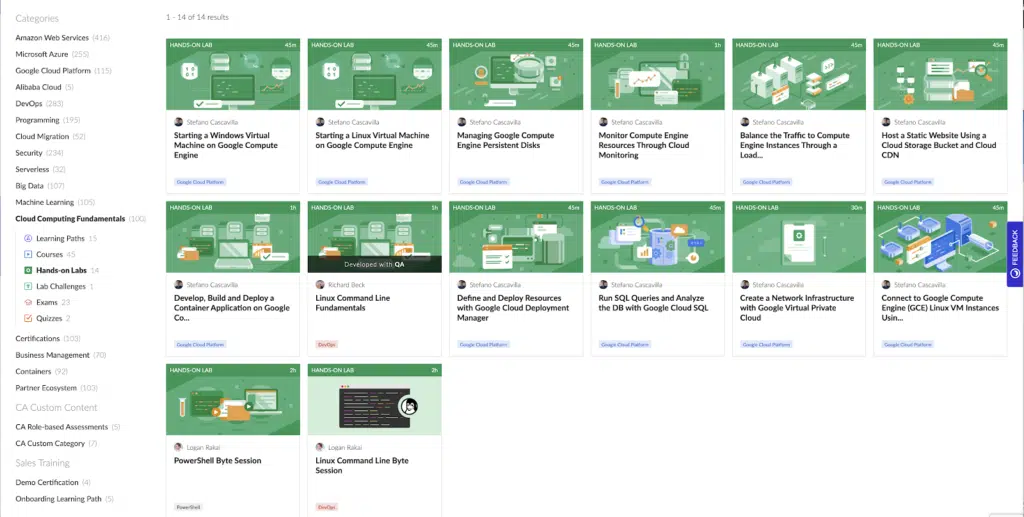 Categories
Amazon Web Services (416)
Microsoft Azure (255)
Google Cloud Platform (115)
Alibaba Cloud (5)
DevOps (283)
Programming (195)
Cloud Migration (52)
Security (234)
Serverless (32)
Big Data (107)
Machine Learning (105)
Cloud Computing Fundamentals (100)
Learning Paths 15
Courses 45
Hands-on Labs 14
Lab Challenges 1
Exams 23
Quizzes 2
Certifications (103)
Business Management (70)
Containers (92)
Partner Ecosystem (103)
CA Custom Content
CA Role-based Assessments (5)
CA Custom Category (7)
Sales Training
Demo Certification (4)
Onboarding Learning Path (5)
1 - 14 of 14 results
HANDS-ON LAB 45m
Stefano Cascavilla
Starting a Windows Virtual
Machine on Google Compute
Engine
Google Cloud Platform
HANDS-ON LAB 45m
Stefano Cascavilla
Starting a Linux Virtual Machine
on Google Compute Engine
Google Cloud Platform
HANDS-ON LAB 45m
Stefano Cascavilla
Managing Google Compute
Engine Persistent Disks
Google Cloud Platform
HANDS-ON LAB 1h
Stefano Cascavilla
Monitor Compute Engine
Resources Through Cloud
Monitoring
Google Cloud Platform
HANDS-ON LAB 45m
Stefano Cascavilla
Balance the Traffic to Compute
Engine Instances Through a
Load...
Google Cloud Platform
HANDS-ON LAB 45m
Stefano Cascavilla
Host a Static Website Using a
Cloud Storage Bucket and Cloud
CDN
Google Cloud Platform
HANDS-ON LAB 1h
Stefano Cascavilla
Develop, Build and Deploy a
Container Application on Google
Co...
Google Cloud Platform
HANDS-ON LAB 1h
Developed with QA
Richard Beck
Linux Command Line
Fundamentals
DevOps
HANDS-ON LAB 45m
Stefano Cascavilla
Define and Deploy Resources
with Google Cloud Deployment
Manager
Google Cloud Platform
HANDS-ON LAB 45m
Stefano Cascavilla
Run SQL Queries and Analyze
the DB with Google Cloud SQL
Google Cloud Platform
HANDS-ON LAB 30m
Stefano Cascavilla
Create a Network Infrastructure
with Google Virtual Private
Cloud
Google Cloud Platform
HANDS-ON LAB 45m
Stefano Cascavilla
Connect to Google Compute
Engine (GCE) Linux VM Instances
Usin...
Google Cloud Platform
HANDS-ON LAB 2h
Logan Rakai
PowerShell Byte Session
PowerShell
HANDS-ON LAB 2h
Logan Rakai
Linux Command Line Byte
Session
DevOps
FEEDBACK